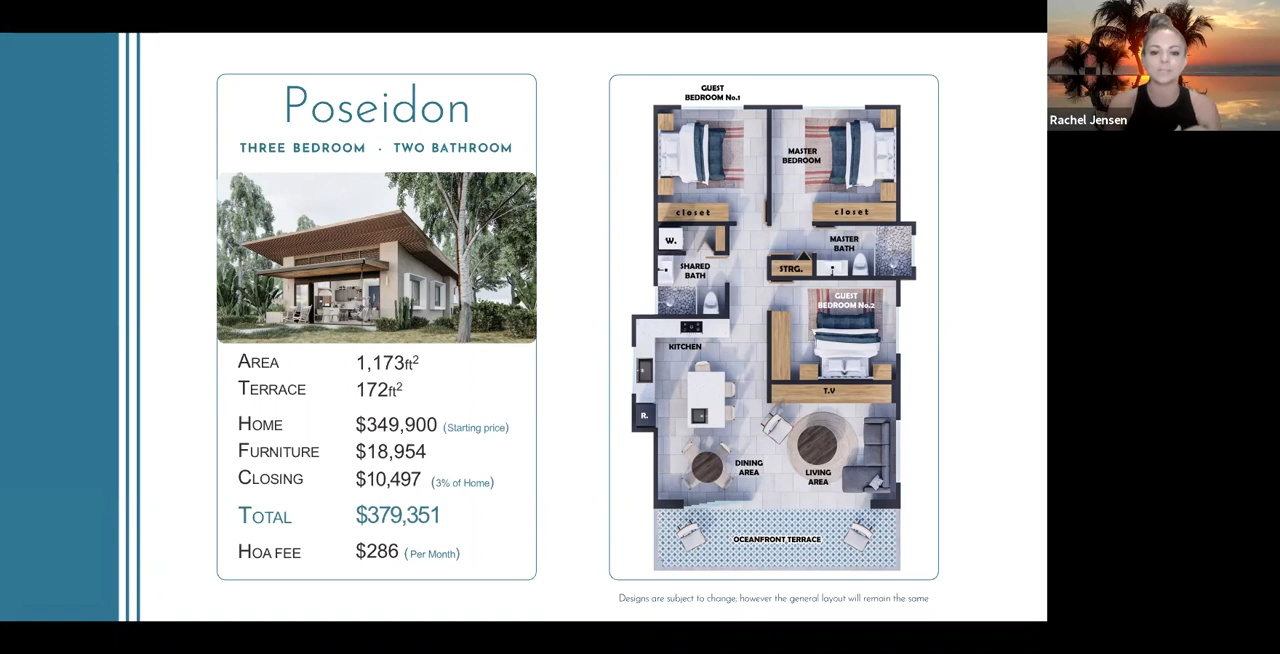 Poseidon
THREE BEDROOM · TWO BATHROOM
AREA 1,173ft²
TERRACE 172ft²
HOME $349,900 (Starting price)
FURNITURE $18,954
CLOSING $10,497 (3% of Home)
TOTAL $379,351
HOA FEE $286 (Per Month)
GUEST
BEDROOM No.1
MASTER
BEDROOM
closet
closet
W.
MASTER
BATH
SHARED
BATH
STRG.
GUEST
BEDROOM No.2
KITCHEN
T.V
R.
DINING
AREA
LIVING
AREA
OCEANFRONT TERRACE
Designs are subject to change; however the general layout will remain the same
Rachel Jensen